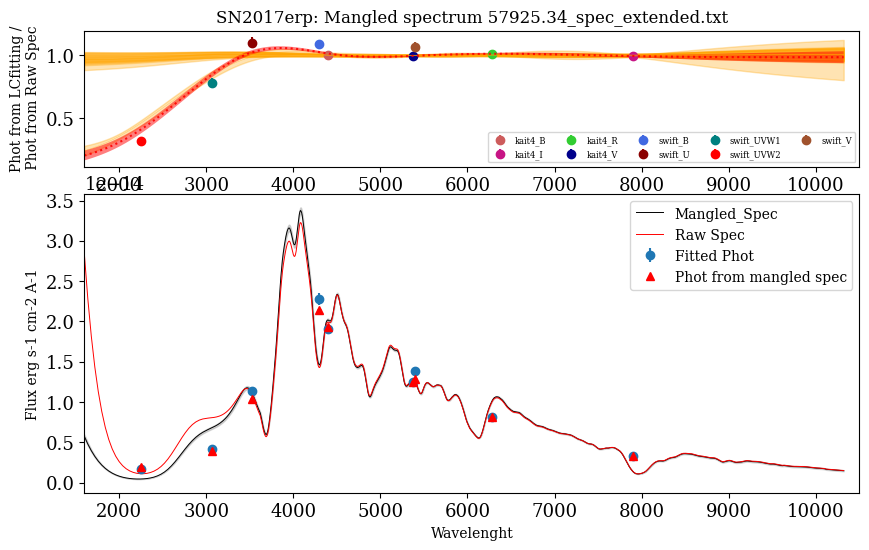 SN2017erp: Mangled spectrum 57925.34_spec_extended.txt
Phot from LCfitting /
Phot from Raw Spec
1.0
0.5
kait4_B
kait4_R
swift_B
swift_UVW1
swift_V
kait4_I
kait4_V
swift_U
swift_UVW2
2000 3000 4000 5000 6000 7000 8000 9000 10000
1e−14
Flux erg s-1 cm-2 A-1
3.5
3.0
2.5
2.0
1.5
1.0
0.5
0.0
Mangled_Spec
Raw Spec
Fitted Phot
Phot from mangled spec
2000 3000 4000 5000 6000 7000 8000 9000 10000
Wavelenght